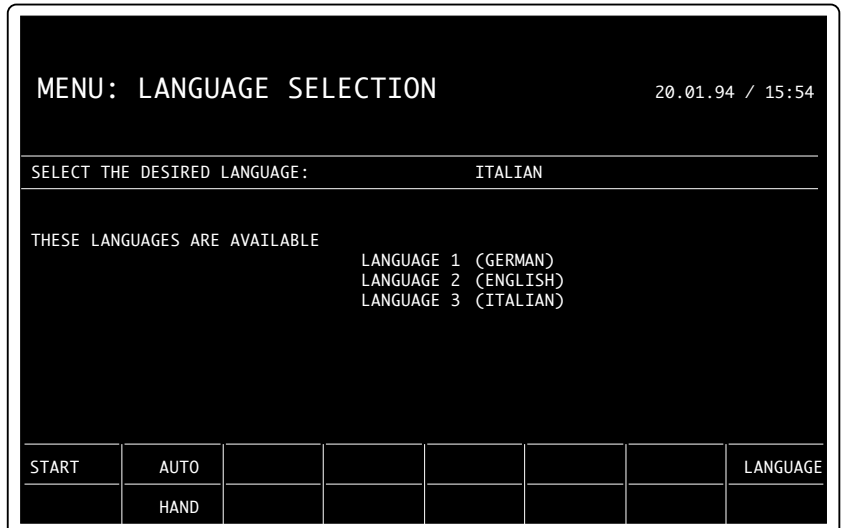 MENU: LANGUAGE SELECTION 20.01.94 / 15:54
SELECT THE DESIRED LANGUAGE: ITALIAN
THESE LANGUAGES ARE AVAILABLE
LANGUAGE 1 (GERMAN)
LANGUAGE 2 (ENGLISH)
LANGUAGE 3 (ITALIAN)
START AUTO LANGUAGE
HAND